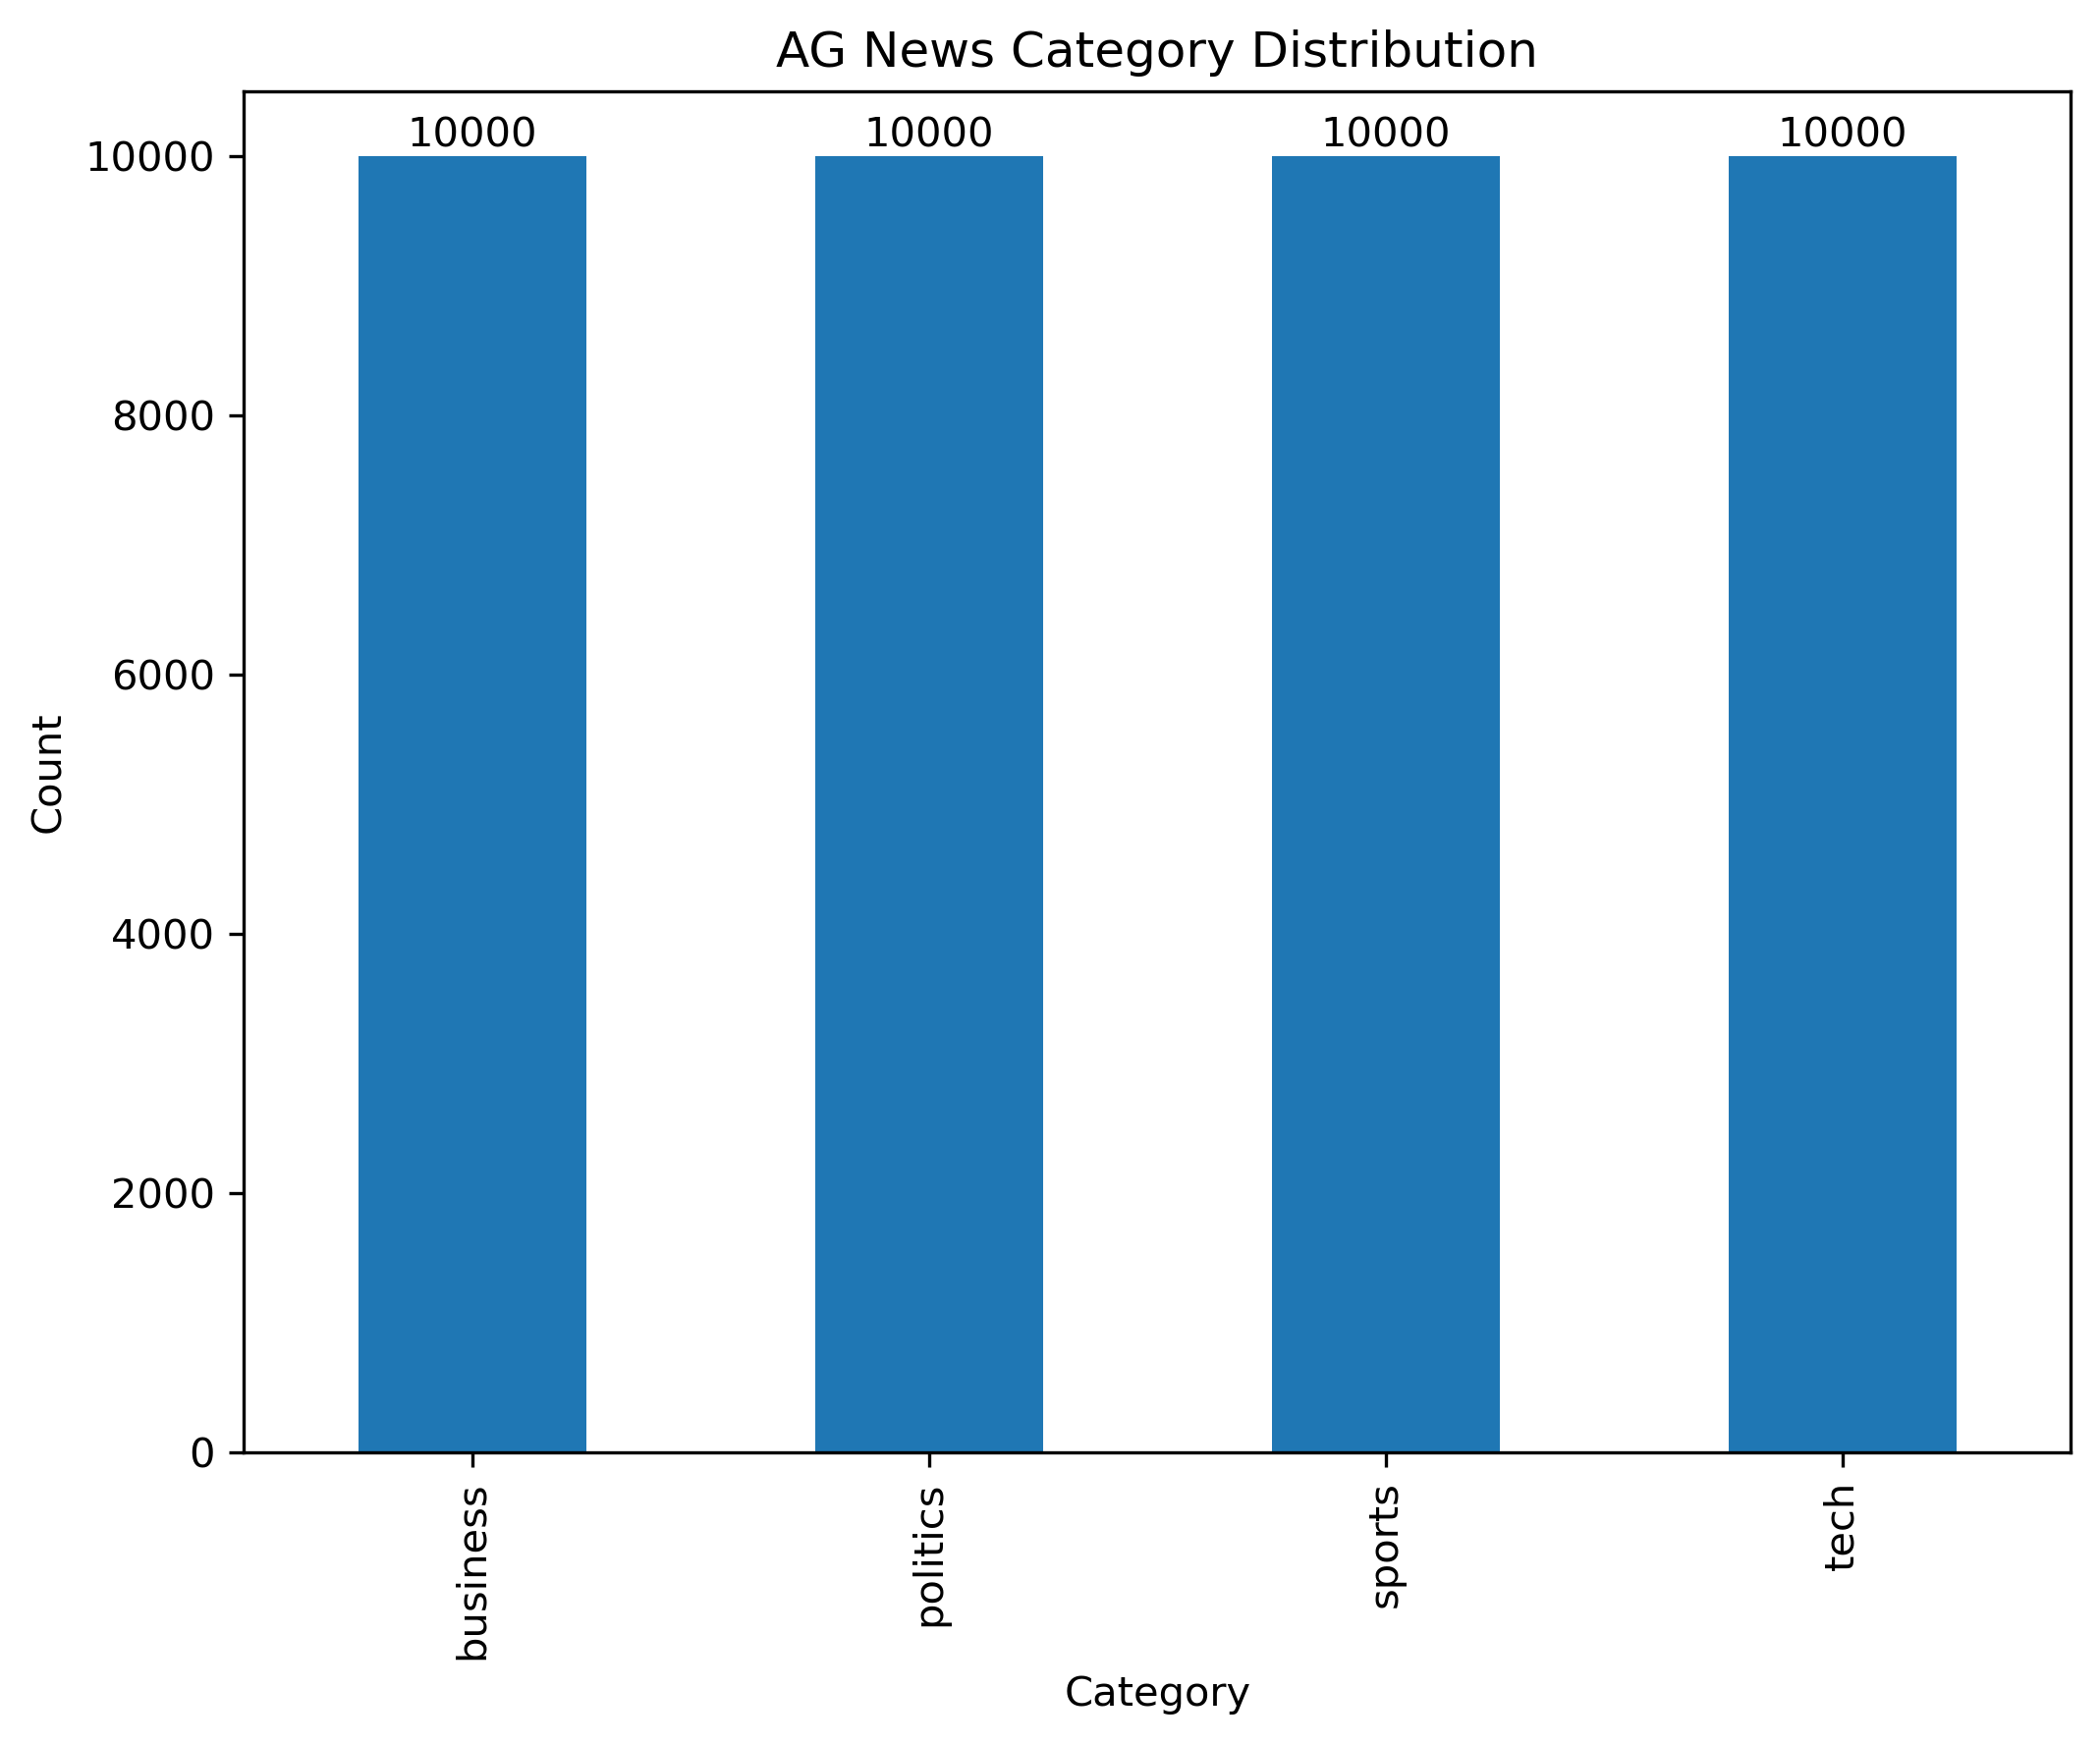 AG News Category Distribution
10000 10000 10000 10000
10000
8000
6000
4000
2000
0
Count
business politics sports tech
Category